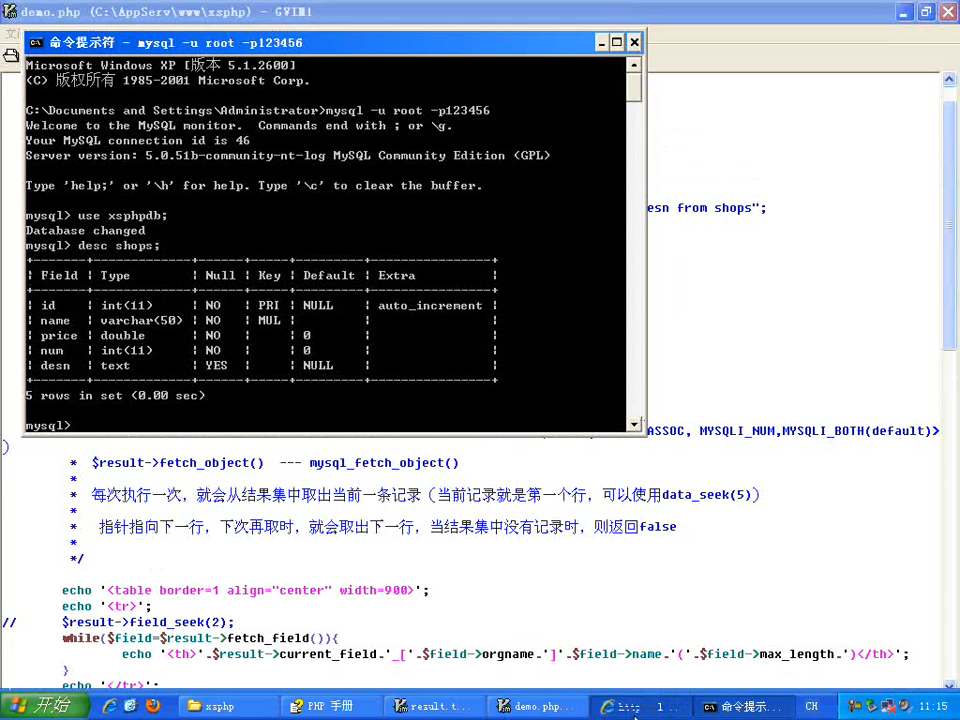 demo.php (C:\AppServ\www\xsphp) - GVIM1
命令提示符 - mysql -u root -p123456
Microsoft Windows XP [版本 5.1.2600]
(C) 版权所有 1985-2001 Microsoft Corp.
C:\Documents and Settings\Administrator>mysql -u root -p123456
Welcome to the MySQL monitor.  Commands end with ; or \g.
Your MySQL connection id is 46
Server version: 5.0.51b-community-nt-log MySQL Community Edition (GPL)
Type 'help;' or '\h' for help. Type '\c' to clear the buffer.
mysql> use xsphpdb;
Database changed
mysql> desc shops;
+-------+-------------+------+-----+---------+----------------+
| Field | Type        | Null | Key | Default | Extra          |
+-------+-------------+------+-----+---------+----------------+
| id    | int(11)     | NO   | PRI | NULL    | auto_increment |
| name  | varchar(50) | NO   | MUL |         |                |
| price | double      | NO   |     | 0       |                |
| num   | int(11)     | NO   |     | 0       |                |
| desn  | text        | YES  |     | NULL    |                |
+-------+-------------+------+-----+---------+----------------+
5 rows in set (0.00 sec)
mysql>
esn from shops";
ASSOC, MYSQLI_NUM,MYSQLI_BOTH(default)>
)
* $result->fetch_object() --- mysql_fetch_object()
*
* 每次执行一次，就会从结果集中取出当前一条记录（当前记录就是第一个行，可以使用data_seek(5)）
*
* 指针指向下一行，下次再取时，就会取出下一行，当结果集中没有记录时，则返回false
*
*/
echo '<table border=1 align="center" width=900>';
echo '<tr>';
// $result->field_seek(2);
while($field=$result->fetch_field()){
echo '<th>'.$result->current_field.'_['.$field->orgname.']'.$field->name.'('.$field->max_length.')</th>';
}
echo '</tr>';
开始 xsphp PHP 手册 result.t... demo.php... 命令提示... CH 11:15